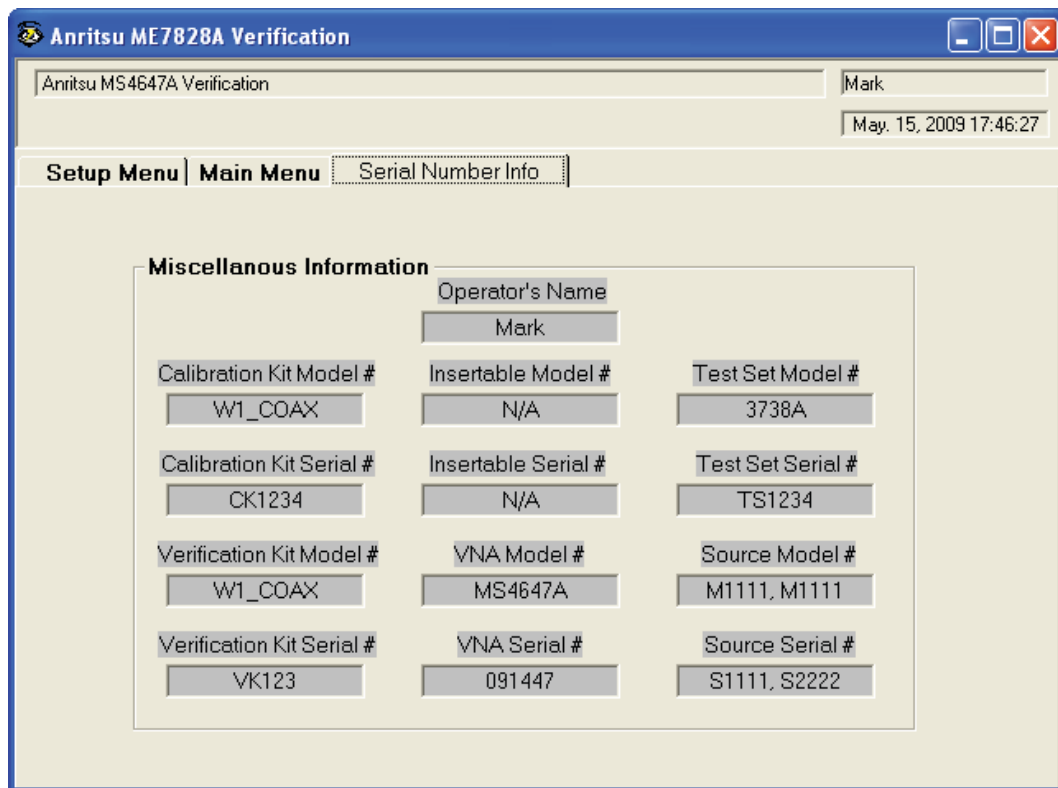 Anritsu ME7828A Verification
Anritsu MS4647A Verification
Mark
May. 15, 2009 17:46:27
Setup Menu Main Menu Serial Number Info
Miscellanous Information
Operator's Name
Mark
Calibration Kit Model # Insertable Model # Test Set Model #
W1_COAX N/A 3738A
Calibration Kit Serial # Insertable Serial # Test Set Serial #
CK1234 N/A TS1234
Verification Kit Model # VNA Model # Source Model #
W1_COAX MS4647A M1111, M1111
Verification Kit Serial # VNA Serial # Source Serial #
VK123 091447 S1111, S2222